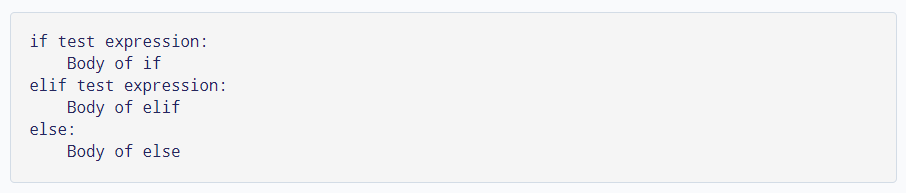 if test expression:
    Body of if
elif test expression:
    Body of elif
else:
    Body of else